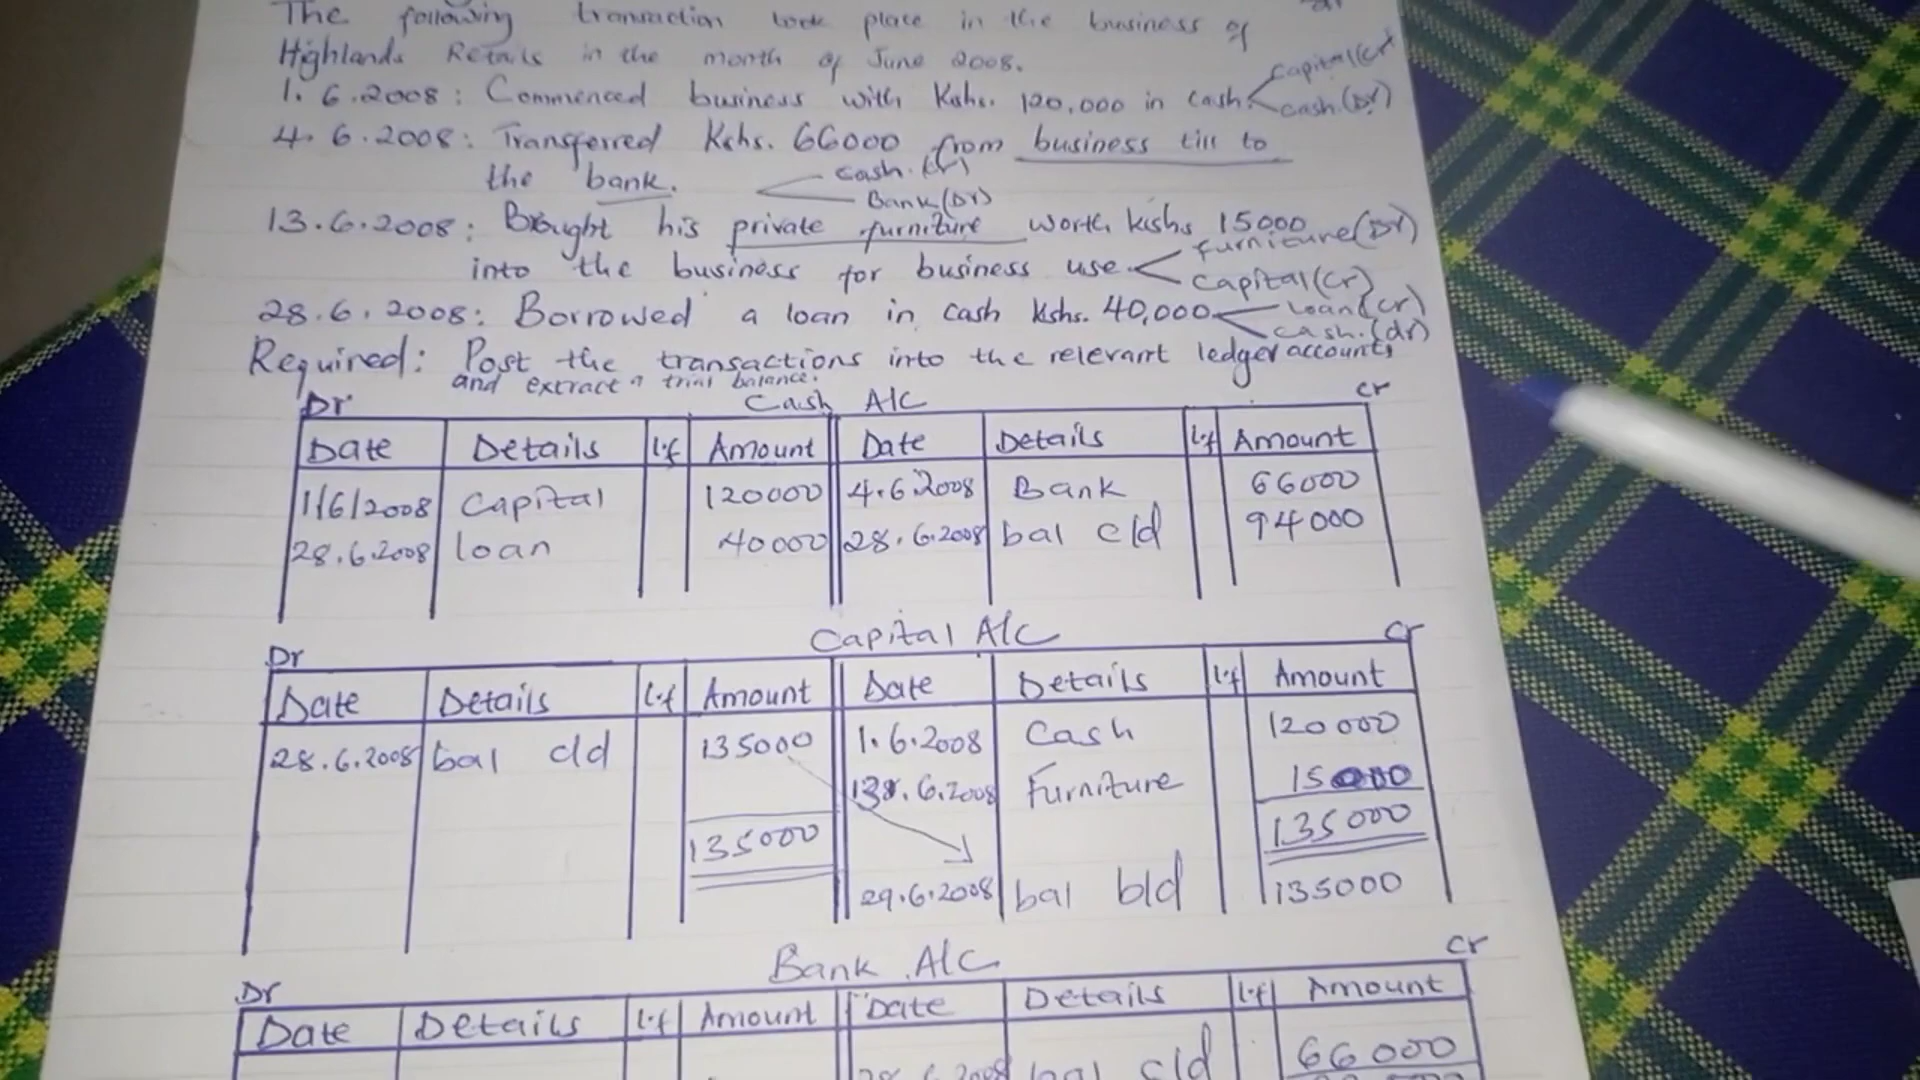 The following transaction took place in the business of
Highlands Retails in the month of June 2008.
1. 6.2008: Commenced business with Kshs. 120,000 in cash. Capital(Cr) cash.(Dr)
4. 6.2008: Transferred Kshs. 66000 from business till to
the bank. cash.(Cr) Bank(Dr)
13.6.2008: Brought his private furniture worth kshs 15000
into the business for business use. furniture(Dr) Capital(Cr)
28.6.2008: Borrowed a loan in cash Kshs. 40,000 loan(cr) cash.(dr)
Required: Post the transactions into the relevant ledger accounts
and extract a trial balance.
Dr Cash A/C cr
Date Details l.f Amount Date Details l.f Amount
1/6/2008 Capital 120000 4.6.2008 Bank 66000
28.6.2008 loan 40000 28.6.2008 bal c/d 94000
Dr Capital A/C Cr
Date Details l.f Amount Date Details l.f Amount
28.6.2008 bal c/d 135000 1.6.2008 Cash 120000
6.2008 Furniture 15000
135000 135000
29.6.2008 bal b/d 135000
Dr Bank A/C cr
Date Details l.f Amount Date Details l.f Amount
bal c/d 66000